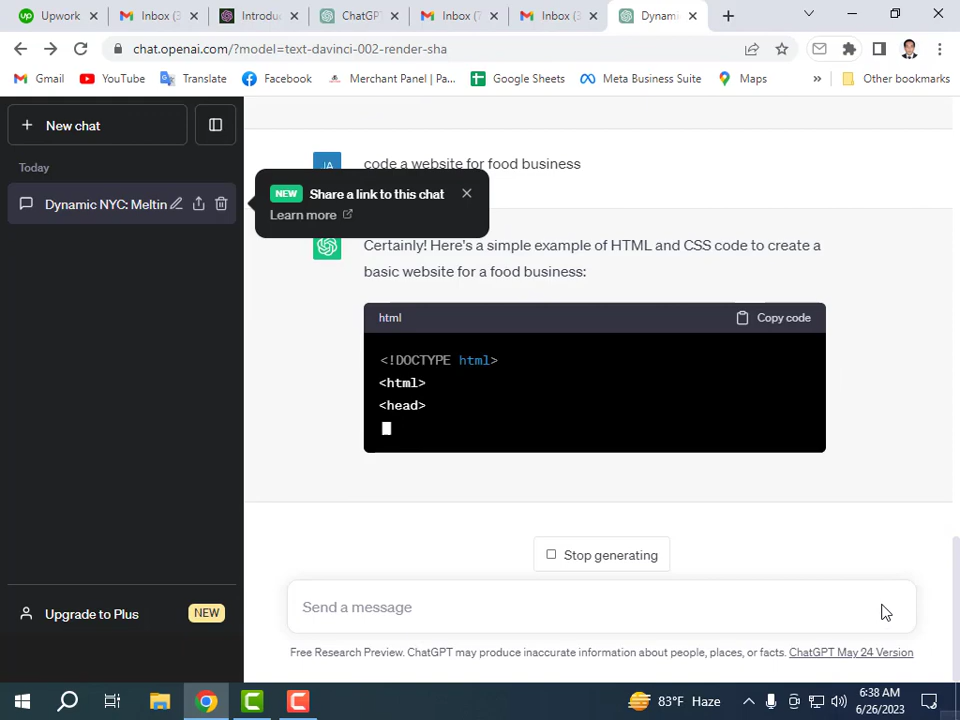 Upwork
Inbox (3
Introduc
ChatGP
Inbox (7
Inbox (3
Dynami
chat.openai.com/?model=text-davinci-002-render-sha
Gmail
YouTube
Translate
Facebook
Merchant Panel | Pa...
Google Sheets
Meta Business Suite
Maps
»
Other bookmarks
+ New chat
Today
Dynamic NYC: Meltin
NEW Share a link to this chat
Learn more
JA
code a website for food business
Certainly! Here's a simple example of HTML and CSS code to create a
basic website for a food business:
html
Copy code
<!DOCTYPE html>
<html>
<head>
Stop generating
Send a message
Free Research Preview. ChatGPT may produce inaccurate information about people, places, or facts. ChatGPT May 24 Version
Upgrade to Plus
NEW
83°F Haze
6:38 AM
6/26/2023